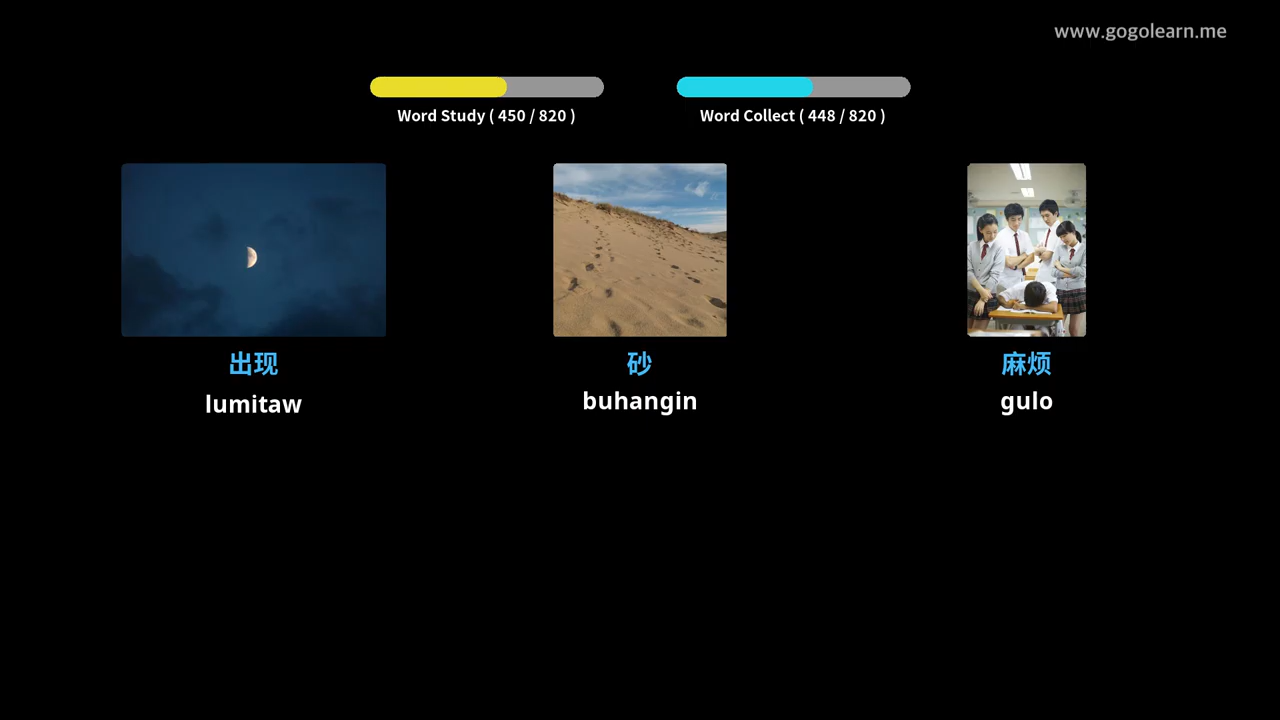 www.gogolearn.me
Word Study ( 450 / 820 )
Word Collect ( 448 / 820 )
出现
lumitaw
砂
buhangin
麻烦
gulo